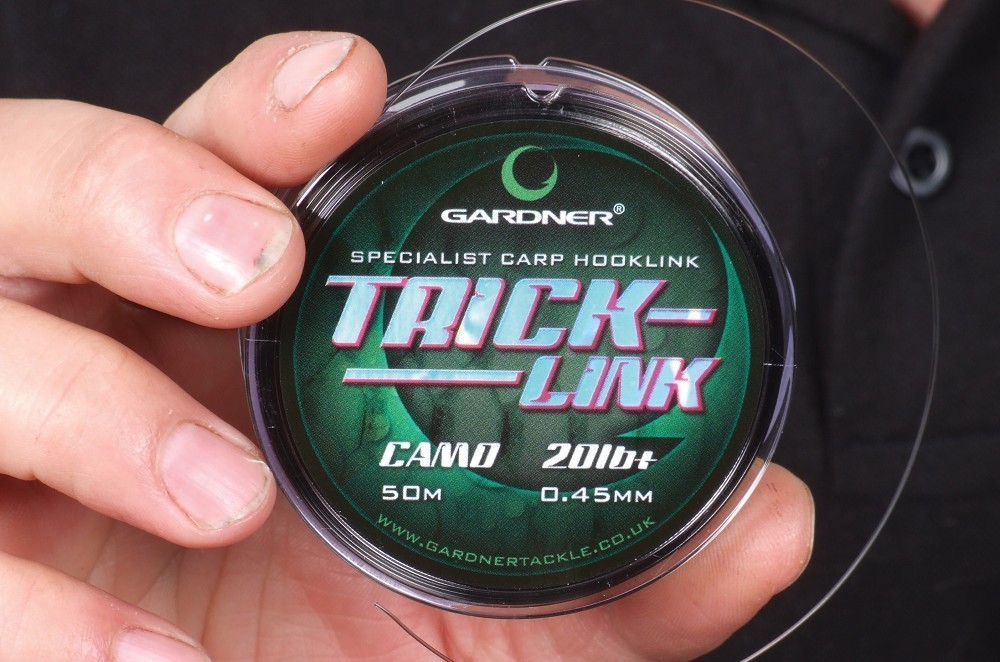 GARDNER®
SPECIALIST CARP HOOKLINK
TRICK-
LINK
CAMO 20lb+
50M 0.45MM
WWW.GARDNERTACKLE.CO.UK